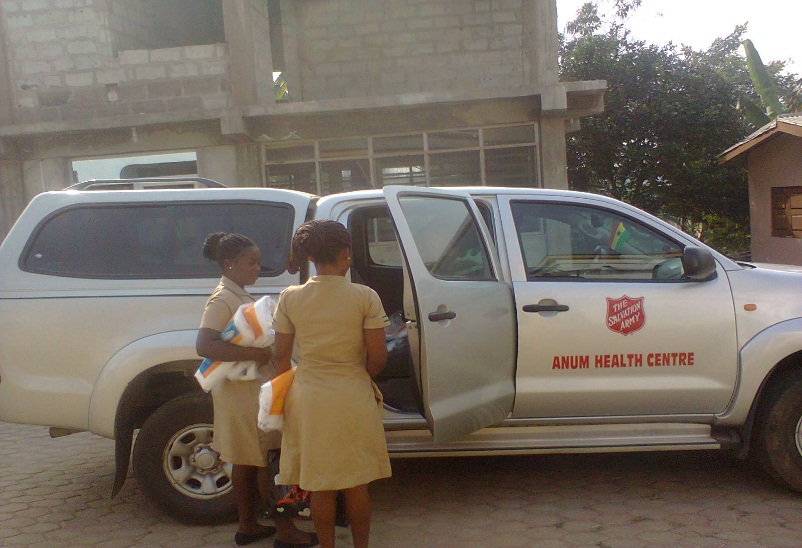 THE
SALVATION
ARMY
ANUM HEALTH CENTRE